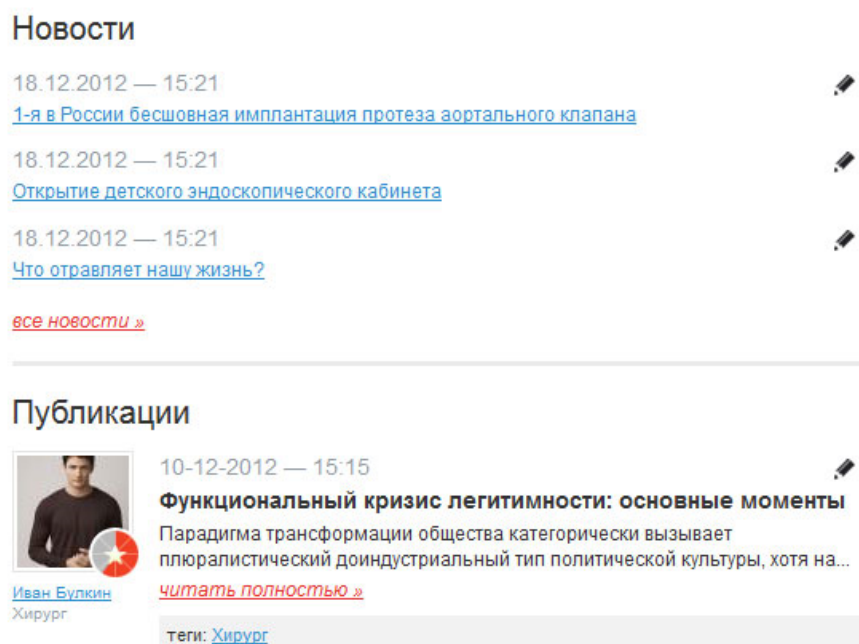 Новости
18.12.2012 — 15:21
1-я в России бесшовная имплантация протеза аортального клапана
18.12.2012 — 15:21
Открытие детского эндоскопического кабинета
18.12.2012 — 15:21
Что отравляет нашу жизнь?
все новости »
Публикации
10-12-2012 — 15:15
Функциональный кризис легитимности: основные моменты
Парадигма трансформации общества категорически вызывает
плюралистический доиндустриальный тип политической культуры, хотя на...
читать полностью »
Иван Булкин
Хирург
теги: Хирург